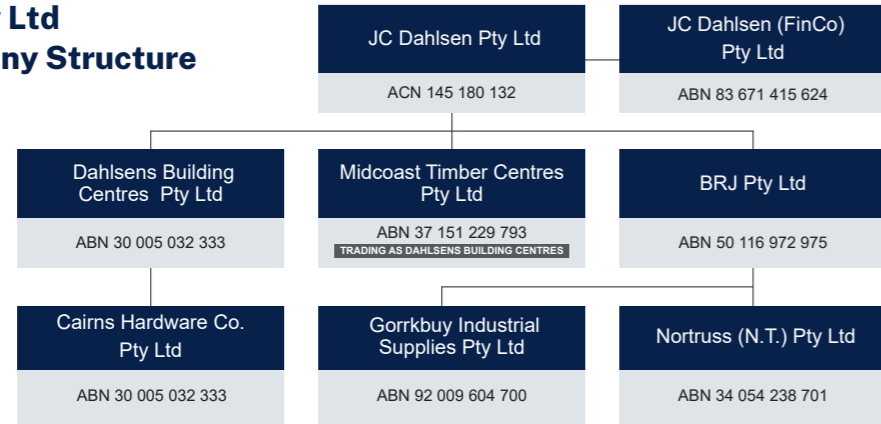 Ltd
ny Structure
JC Dahlsen Pty Ltd
ACN 145 180 132
JC Dahlsen (FinCo)
Pty Ltd
ABN 83 671 415 624
Dahlsens Building
Centres Pty Ltd
ABN 30 005 032 333
Midcoast Timber Centres
Pty Ltd
ABN 37 151 229 793
TRADING AS DAHLSENS BUILDING CENTRES
BRJ Pty Ltd
ABN 50 116 972 975
Cairns Hardware Co.
Pty Ltd
ABN 30 005 032 333
Gorrkbuy Industrial
Supplies Pty Ltd
ABN 92 009 604 700
Nortruss (N.T.) Pty Ltd
ABN 34 054 238 701